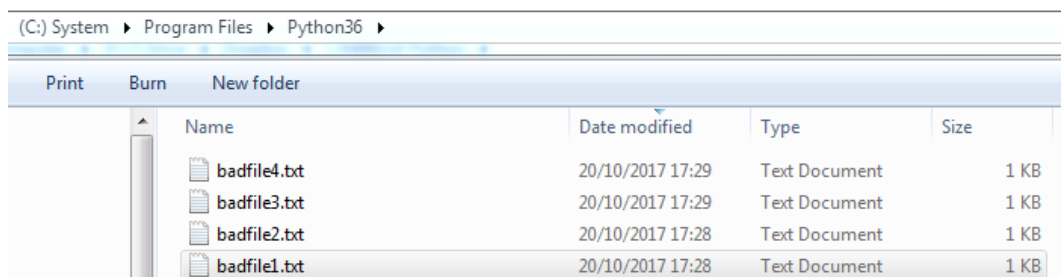 (C:) System ▸ Program Files ▸ Python36 ▸
Print Burn New folder
Name Date modified Type Size
badfile4.txt 20/10/2017 17:29 Text Document 1 KB
badfile3.txt 20/10/2017 17:29 Text Document 1 KB
badfile2.txt 20/10/2017 17:28 Text Document 1 KB
badfile1.txt 20/10/2017 17:28 Text Document 1 KB